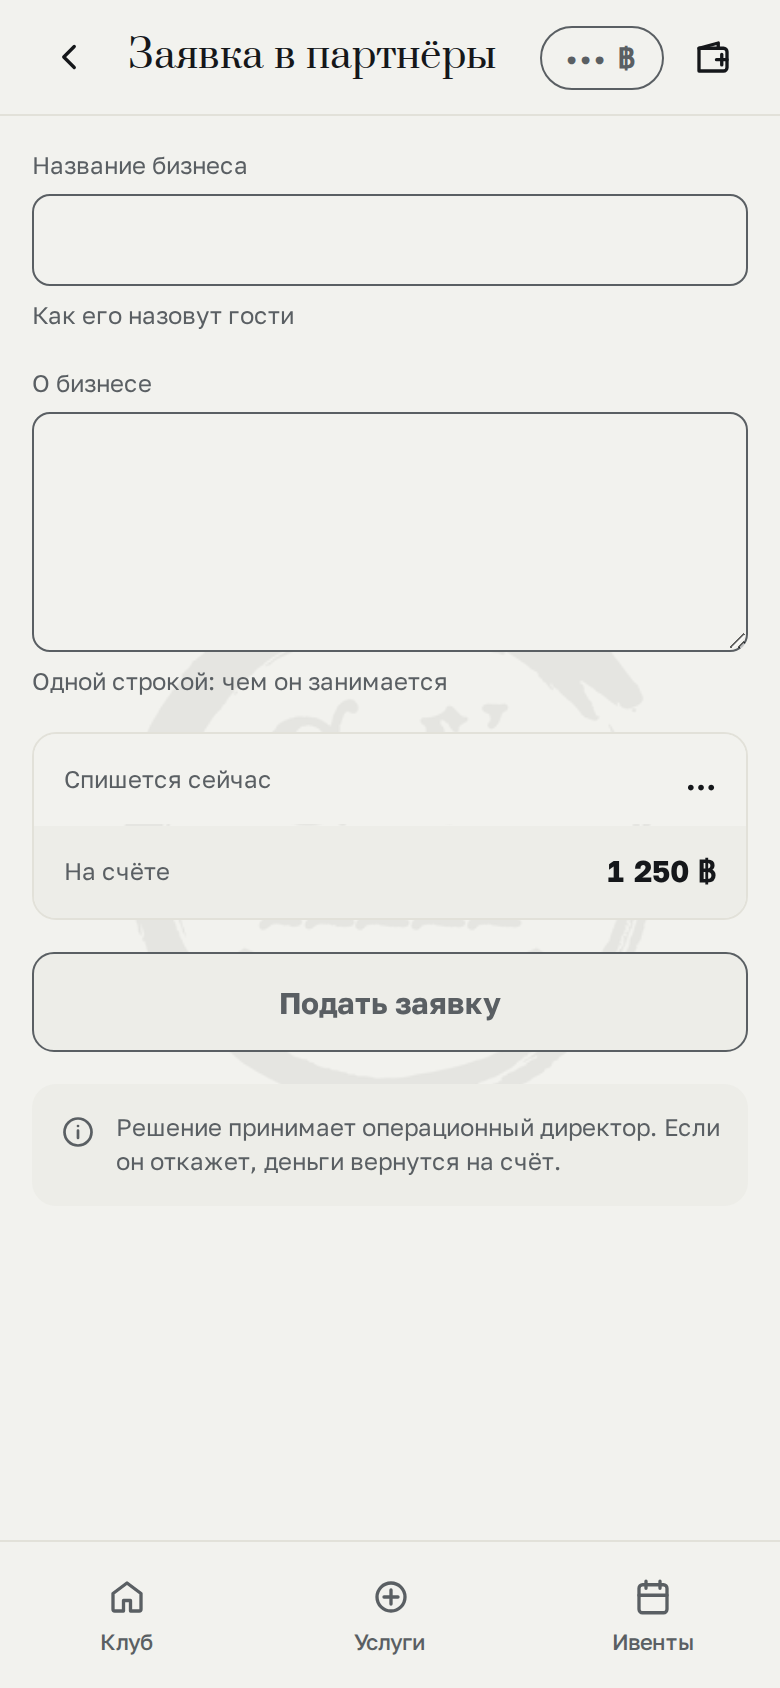 Заявка в партнёры
••• ฿
Название бизнеса
Как его назовут гости
О бизнесе
Одной строкой: чем он занимается
Спишется сейчас
...
На счёте
1 250 ฿
Подать заявку
Решение принимает операционный директор. Если
он откажет, деньги вернутся на счёт.
Клуб
Услуги
Ивенты